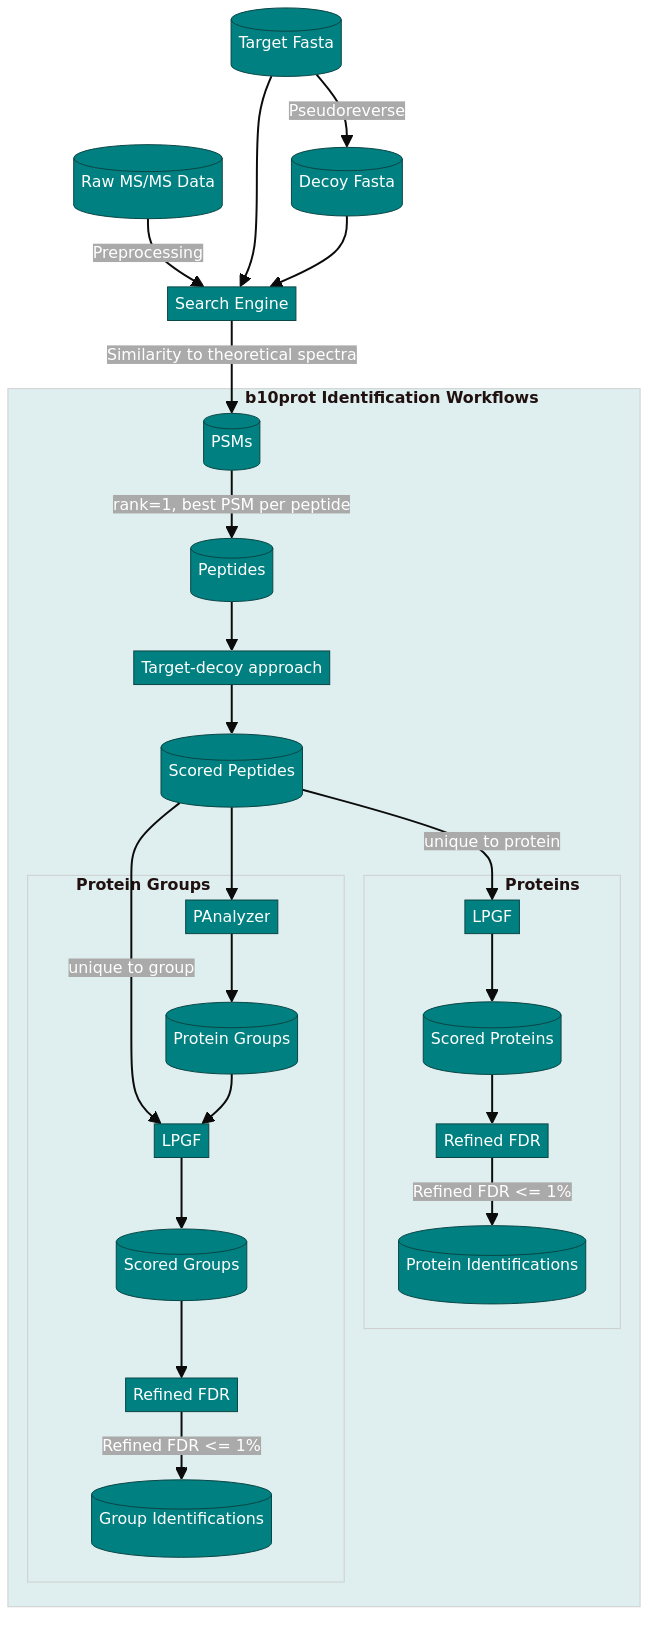 Target Fasta
Pseudoreverse
Raw MS/MS Data
Decoy Fasta
Preprocessing
Search Engine
Similarity to theoretical spectra
b10prot Identification Workflows
PSMs
rank=1, best PSM per peptide
Peptides
Target-decoy approach
Scored Peptides
unique to protein
Protein Groups
PAnalyzer
unique to group
Protein Groups
LPGF
Scored Groups
Refined FDR
Refined FDR <= 1%
Group Identifications
Proteins
LPGF
Scored Proteins
Refined FDR
Refined FDR <= 1%
Protein Identifications